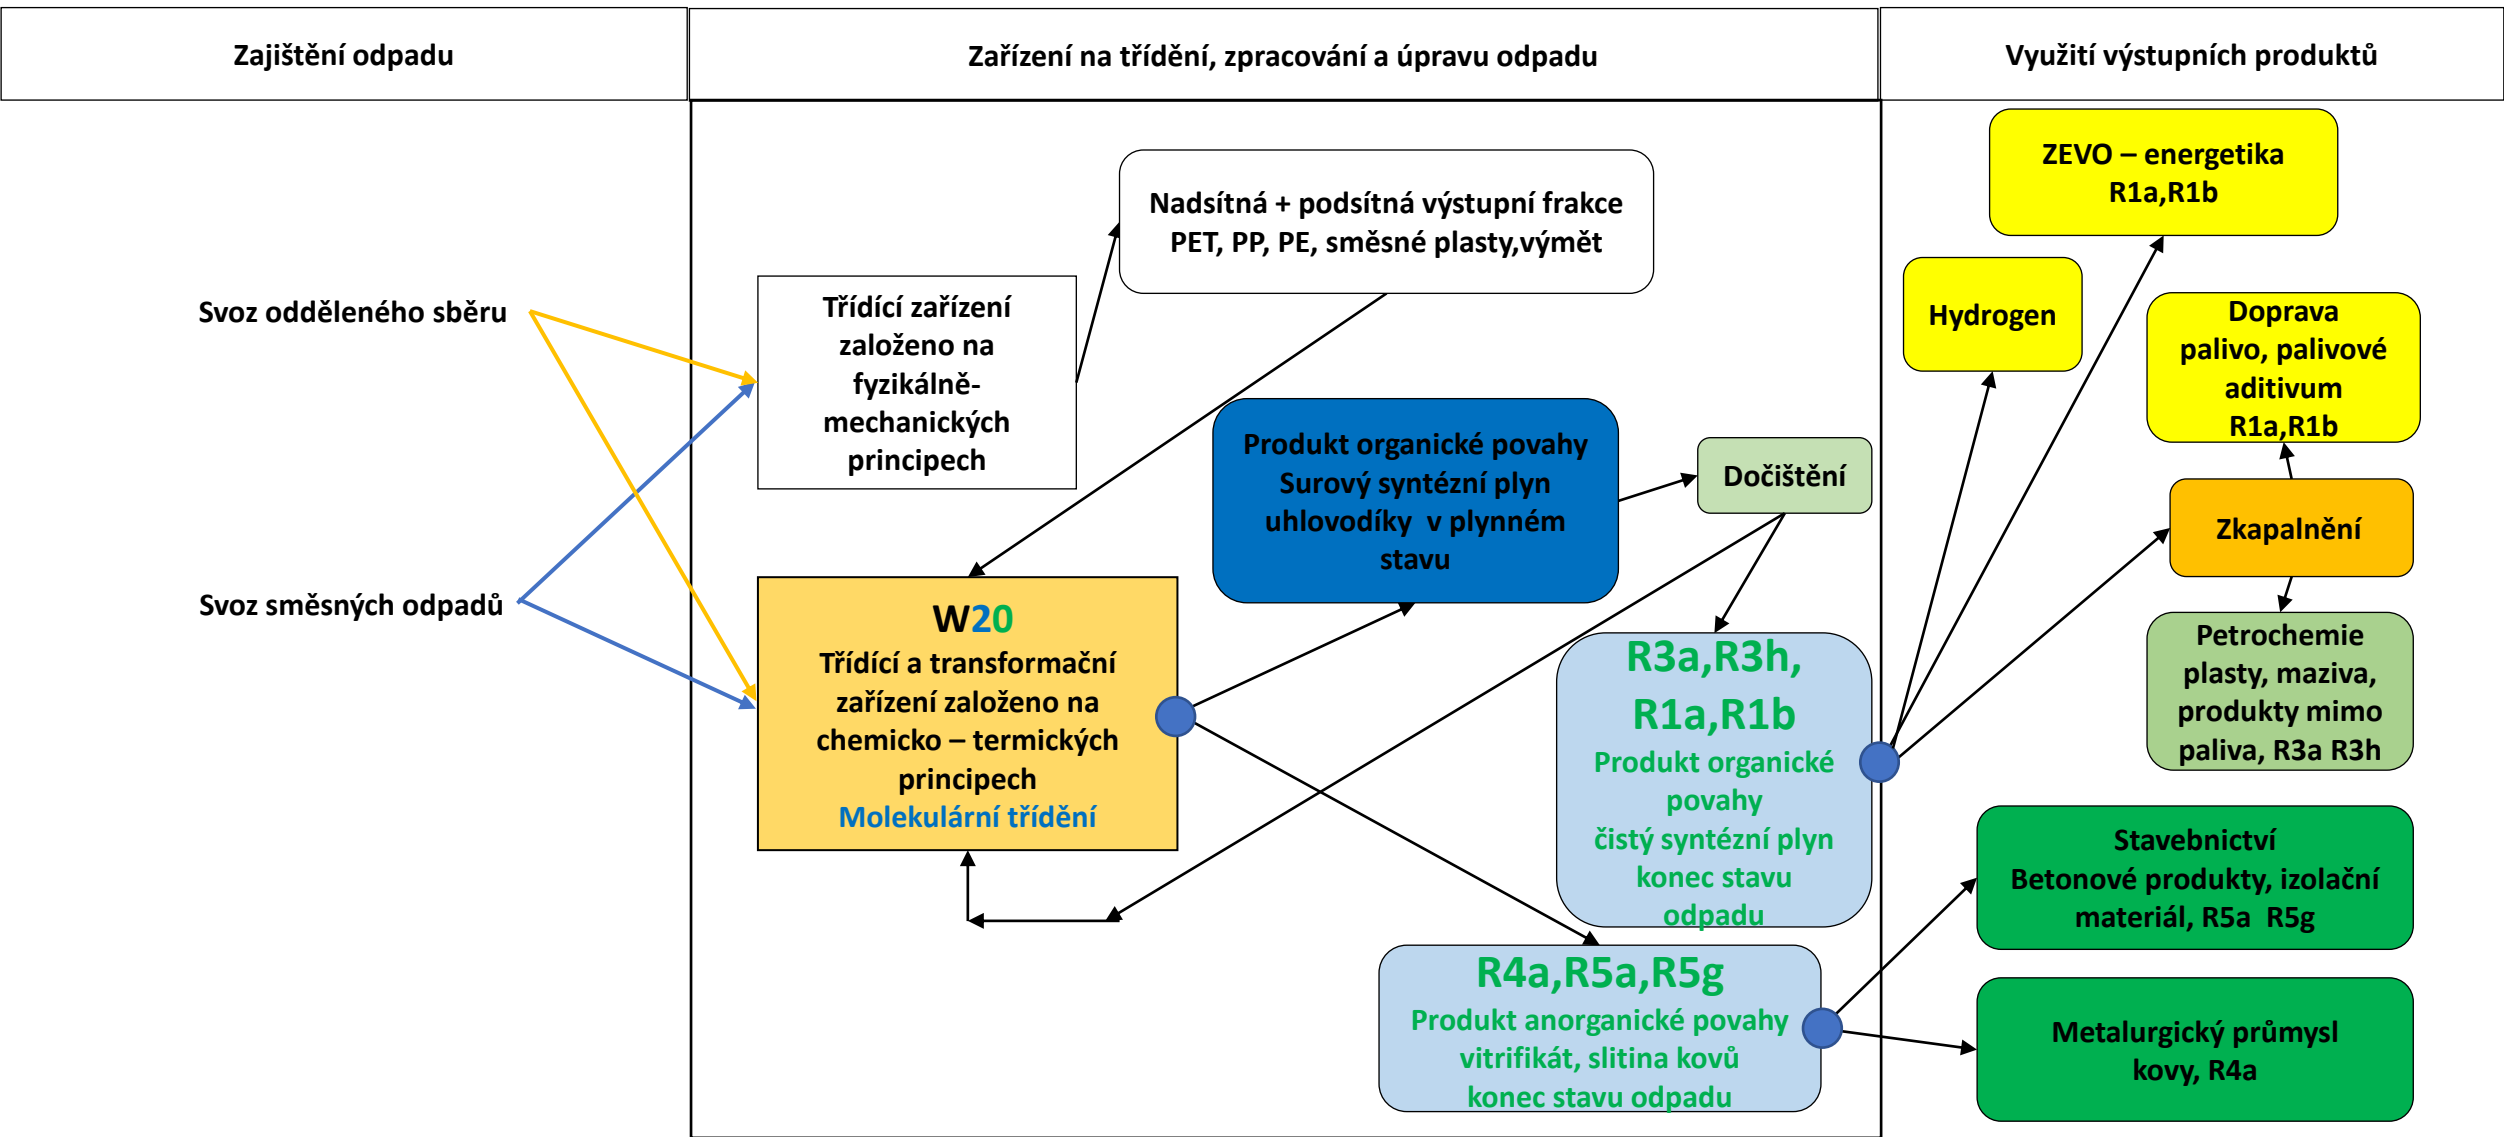 Zajištění odpadu
Zařízení na třídění, zpracování a úpravu odpadu
Využití výstupních produktů
Svoz odděleného sběru
Svoz směsných odpadů
Třídící zařízení
založeno na
fyzikálně-
mechanických
principech
Nadsítná + podsítná výstupní frakce
PET, PP, PE, směsné plasty,výmět
W20
Třídící a transformační
zařízení založeno na
chemicko – termických
principech
Molekulární třídění
Produkt organické povahy
Surový syntézní plyn
uhlovodíky v plynném
stavu
Dočištění
R3a,R3h,
R1a,R1b
Produkt organické
povahy
čistý syntézní plyn
konec stavu
odpadu
R4a,R5a,R5g
Produkt anorganické povahy
vitrifikát, slitina kovů
konec stavu odpadu
ZEVO – energetika
R1a,R1b
Hydrogen
Doprava
palivo, palivové
aditivum
R1a,R1b
Zkapalnění
Petrochemie
plasty, maziva,
produkty mimo
paliva, R3a R3h
Stavebnictví
Betonové produkty, izolační
materiál, R5a R5g
Metalurgický průmysl
kovy, R4a